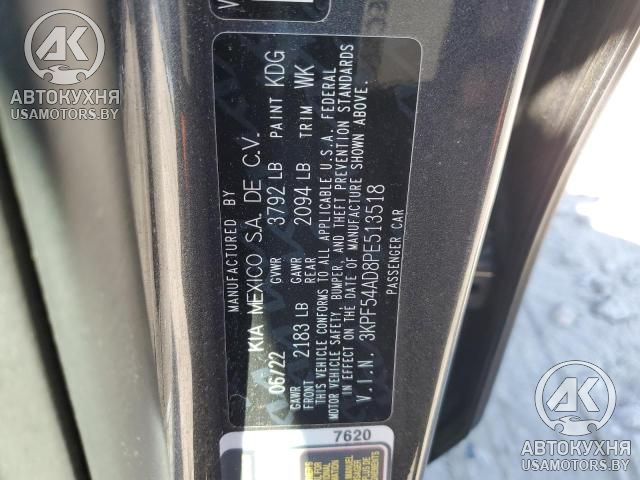 AK
АВТОКУХНЯ
USAMOTORS.BY
MANUFACTURED BY
KIA MEXICO S.A. DE C.V.
06/22 GVWR 3792 LB PAINT KDG
GAWR FRONT 2183 LB GAWR REAR 2094 LB TRIM WK
THIS VEHICLE CONFORMS TO ALL APPLICABLE U.S.A. FEDERAL
MOTOR VEHICLE SAFETY, BUMPER, AND THEFT PREVENTION STANDARDS
IN EFFECT ON THE DATE OF MANUFACTURE SHOWN ABOVE.
V.I.N. 3KPF54AD8PE513518
PASSENGER CAR
7620
AK
АВТОКУХНЯ
USAMOTORS.BY